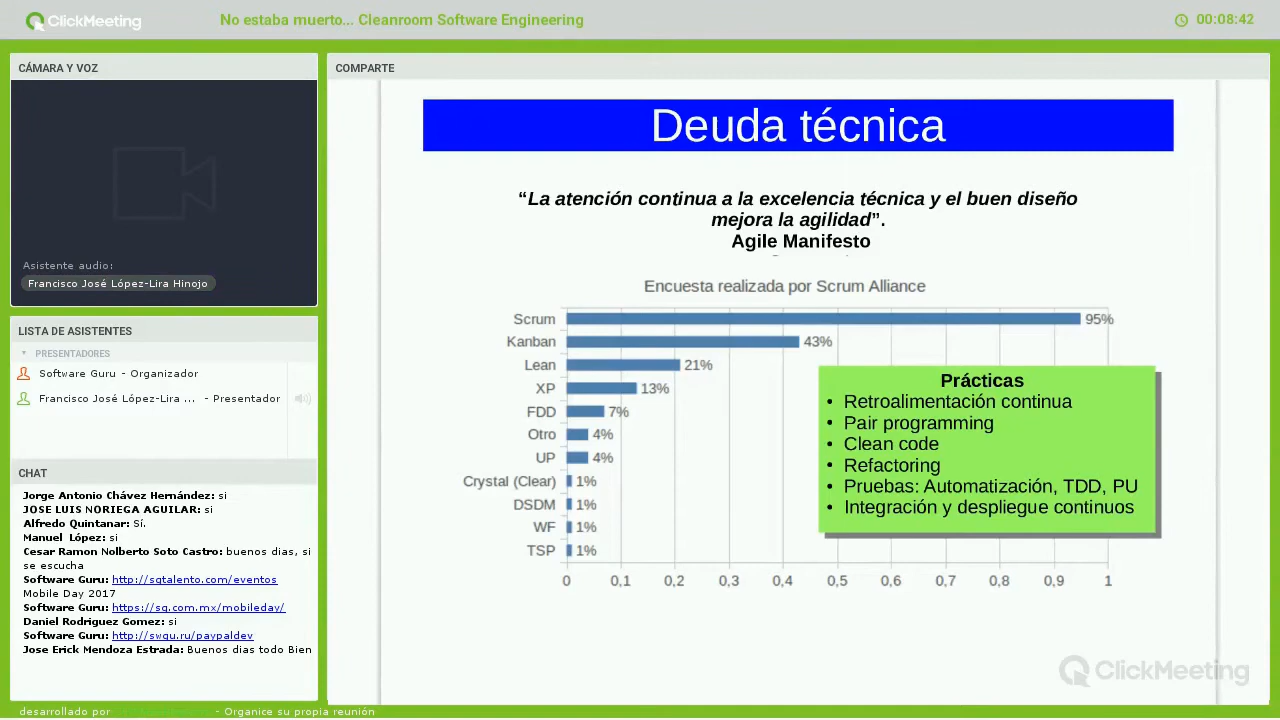 ClickMeeting
No estaba muerto... Cleanroom Software Engineering
00:08:42
CÁMARA Y VOZ
Asistente audio:
Francisco José López-Lira Hinojo
LISTA DE ASISTENTES
PRESENTADORES
Software Guru - Organizador
Francisco José López-Lira ... - Presentador
CHAT
Jorge Antonio Chávez Hernández: si
JOSE LUIS NORIEGA AGUILAR: si
Alfredo Quintanar: Sí.
Manuel López: si
Cesar Ramon Nolberto Soto Castro: buenos dias, si
se escucha
Software Guru: http://sgtalento.com/eventos
Mobile Day 2017
Software Guru: https://sg.com.mx/mobileday/
Daniel Rodriguez Gomez: si
Software Guru: http://swgu.ru/paypaldev
Jose Erick Mendoza Estrada: Buenos dias todo Bien
COMPARTE
Deuda técnica
“La atención continua a la excelencia técnica y el buen diseño
mejora la agilidad”.
Agile Manifesto
Encuesta realizada por Scrum Alliance
Scrum 95%
Kanban 43%
Lean 21%
XP 13%
FDD 7%
Otro 4%
UP 4%
Crystal (Clear) 1%
DSDM 1%
WF 1%
TSP 1%
0 0,1 0,2 0,3 0,4 0,5 0,6 0,7 0,8 0,9 1
Prácticas
• Retroalimentación continua
• Pair programming
• Clean code
• Refactoring
• Pruebas: Automatización, TDD, PU
• Integración y despliegue continuos
ClickMeeting
desarrollado por - Organice su propia reunión